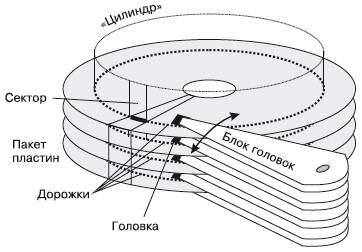 «Цилиндр»
Сектор
Блок головок
Пакет
пластин
Дорожки
Головка